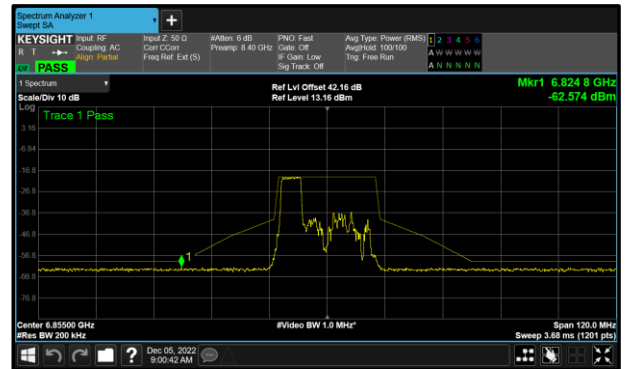 Spectrum Analyzer 1
Swept SA
+
KEYSIGHT
R T
PASS
Input: RF
Coupling: AC
Align: Partial
Input Z: 50 Ω
Corr CCorr
Freq Ref: Ext (S)
#Atten: 6 dB
Preamp: 8.40 GHz
PNO: Fast
Gate: Off
IF Gain: Low
Sig Track: Off
Avg Type: Power (RMS)
Avg|Hold: 100/100
Trig: Free Run
1 2 3 4 5 6
A W W W W W
A N N N N N
1 Spectrum
Scale/Div 10 dB
Ref Lvl Offset 42.16 dB
Ref Level 13.16 dBm
Mkr1 6.824 8 GHz
-62.574 dBm
Log
Trace 1 Pass
3.16
-6.84
-16.8
-26.8
-36.8
-46.8
-56.8
1
-66.8
-76.8
Center 6.85500 GHz
#Res BW 200 kHz
#Video BW 1.0 MHz*
Span 120.0 MHz
Sweep 3.68 ms (1201 pts)
?
Dec 05, 2022
9:00:42 AM